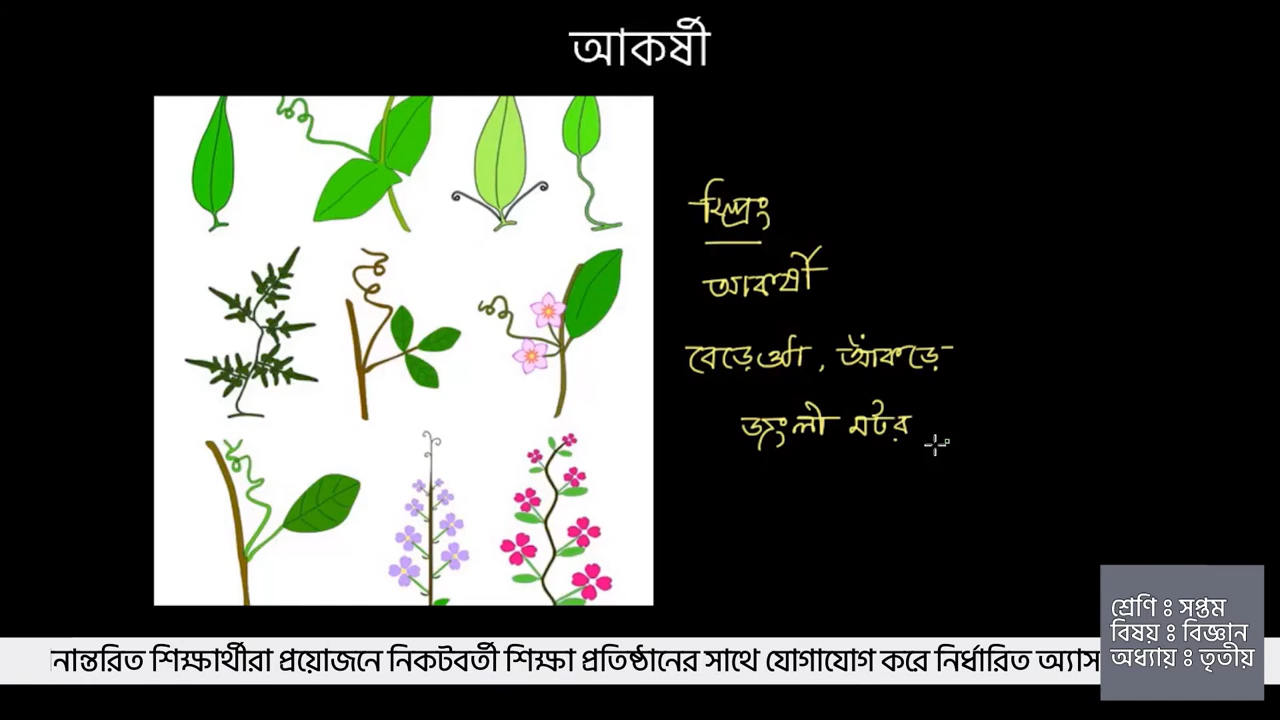 আকর্ষী
স্প্রিং
আকর্ষী
বেড়ে ওঠা, আঁকড়ে
জংলী মটর
নান্তরিত শিক্ষার্থীরা প্রয়োজনে নিকটবর্তী শিক্ষা প্রতিষ্ঠানের সাথে যোগাযোগ করে নির্ধারিত অ্যাস
শ্রেণি ঃ সপ্তম
বিষয় ঃ বিজ্ঞান
অধ্যায় ঃ তৃতীয়